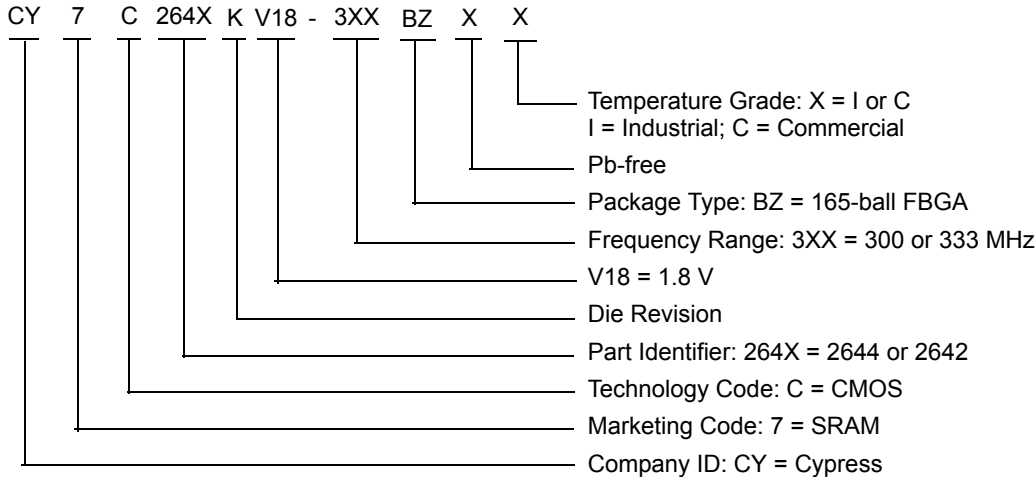 CY 7 C 264X K V18 - 3XX BZ X X
Temperature Grade: X = I or C
I = Industrial; C = Commercial
Pb-free
Package Type: BZ = 165-ball FBGA
Frequency Range: 3XX = 300 or 333 MHz
V18 = 1.8 V
Die Revision
Part Identifier: 264X = 2644 or 2642
Technology Code: C = CMOS
Marketing Code: 7 = SRAM
Company ID: CY = Cypress